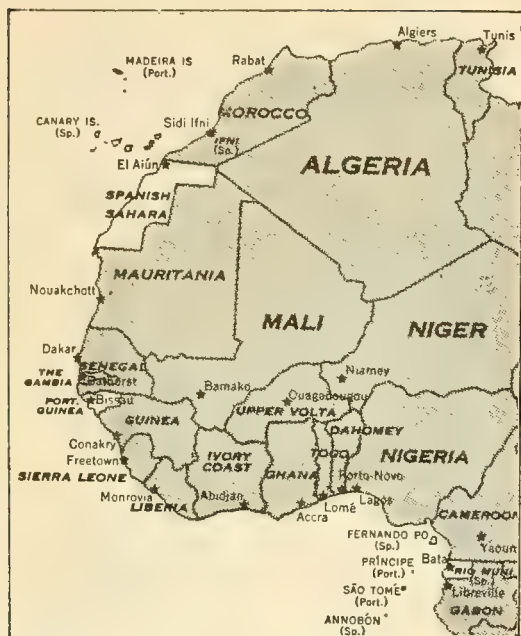 MADEIRA IS
(Port.)
Rabat
Algiers
Tunis
TUNISIA
CANARY IS.
(Sp.)
Sidi Ifni
MOROCCO
IFNI
(Sp.)
El Aiún
ALGERIA
SPANISH
SAHARA
MAURITANIA
Nouakchott
MALI
NIGER
Dakar
SENEGAL
THE
GAMBIA
Bathurst
Niamey
Bamako
Ouagadougou
PORT.
GUINEA
Bissau
UPPER VOLTA
GUINEA
DAHOMEY
NIGERIA
Conakry
IVORY
COAST
TOGO
Freetown
GHANA
Porto-Novo
SIERRA LEONE
Monrovia
LIBERIA
Abidjan
Lomé
Lagos
Accra
CAMEROON
FERNANDO PO
(Sp.)
Yaoun
Bata
PRÍNCIPE
(Port.)
RIO MUNI
(Sp.)
SÃO TOMÉ
(Port.)
Libreville
GABON
ANNOBÓN
(Sp.)